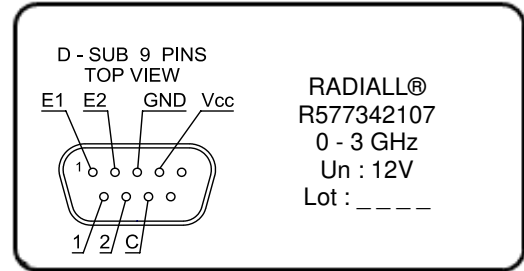 D - SUB 9 PINS
TOP VIEW
E1 E2 GND Vcc
1
1 2 C
RADIALL®
R577342107
0 - 3 GHz
Un : 12V
Lot : _ _ _ _